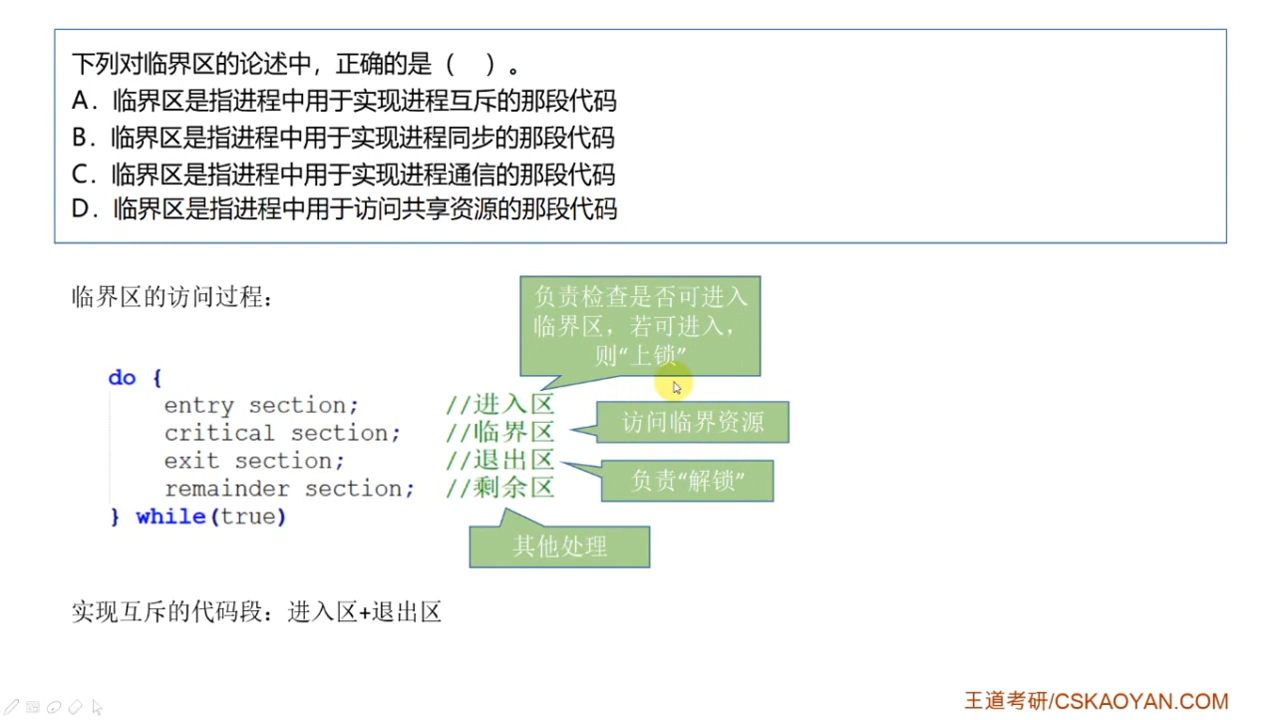 下列对临界区的论述中，正确的是（ ）。
A．临界区是指进程中用于实现进程互斥的那段代码
B．临界区是指进程中用于实现进程同步的那段代码
C．临界区是指进程中用于实现进程通信的那段代码
D．临界区是指进程中用于访问共享资源的那段代码
临界区的访问过程：
负责检查是否可进入
临界区，若可进入，
则“上锁”
do {
entry section; //进入区
critical section; //临界区
访问临界资源
exit section; //退出区
负责“解锁”
remainder section; //剩余区
} while(true)
其他处理
实现互斥的代码段：进入区+退出区
王道考研/CSKAOYAN.COM